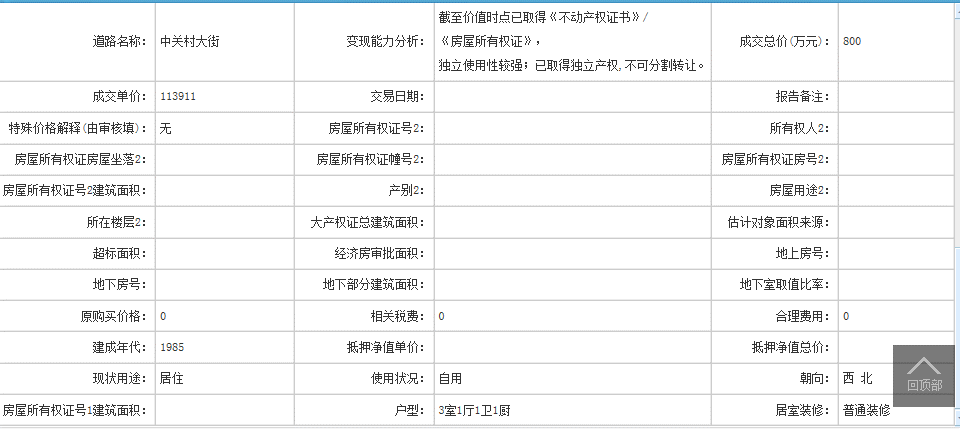 道路名称： 中关村大街 变现能力分析： 截至价值时点已取得《不动产权证书》/
《房屋所有权证》，
独立使用性较强；已取得独立产权,不可分割转让。 成交总价(万元)： 800
成交单价： 113911 交易日期： 报告备注：
特殊价格解释(由审核填)： 无 房屋所有权证号2： 所有权人2：
房屋所有权证房屋坐落2： 房屋所有权证幢号2： 房屋所有权证房号2：
房屋所有权证号2建筑面积： 产别2： 房屋用途2：
所在楼层2： 大产权证总建筑面积： 估计对象面积来源：
超标面积： 经济房审批面积： 地上房号：
地下房号： 地下部分建筑面积： 地下室取值比率：
原购买价格： 0 相关税费： 0 合理费用： 0
建成年代： 1985 抵押净值单价： 抵押净值总价：
现状用途： 居住 使用状况： 自用 朝向： 西 北
房屋所有权证号1建筑面积： 户型： 3室1厅1卫1厨 居室装修： 普通装修
回顶部